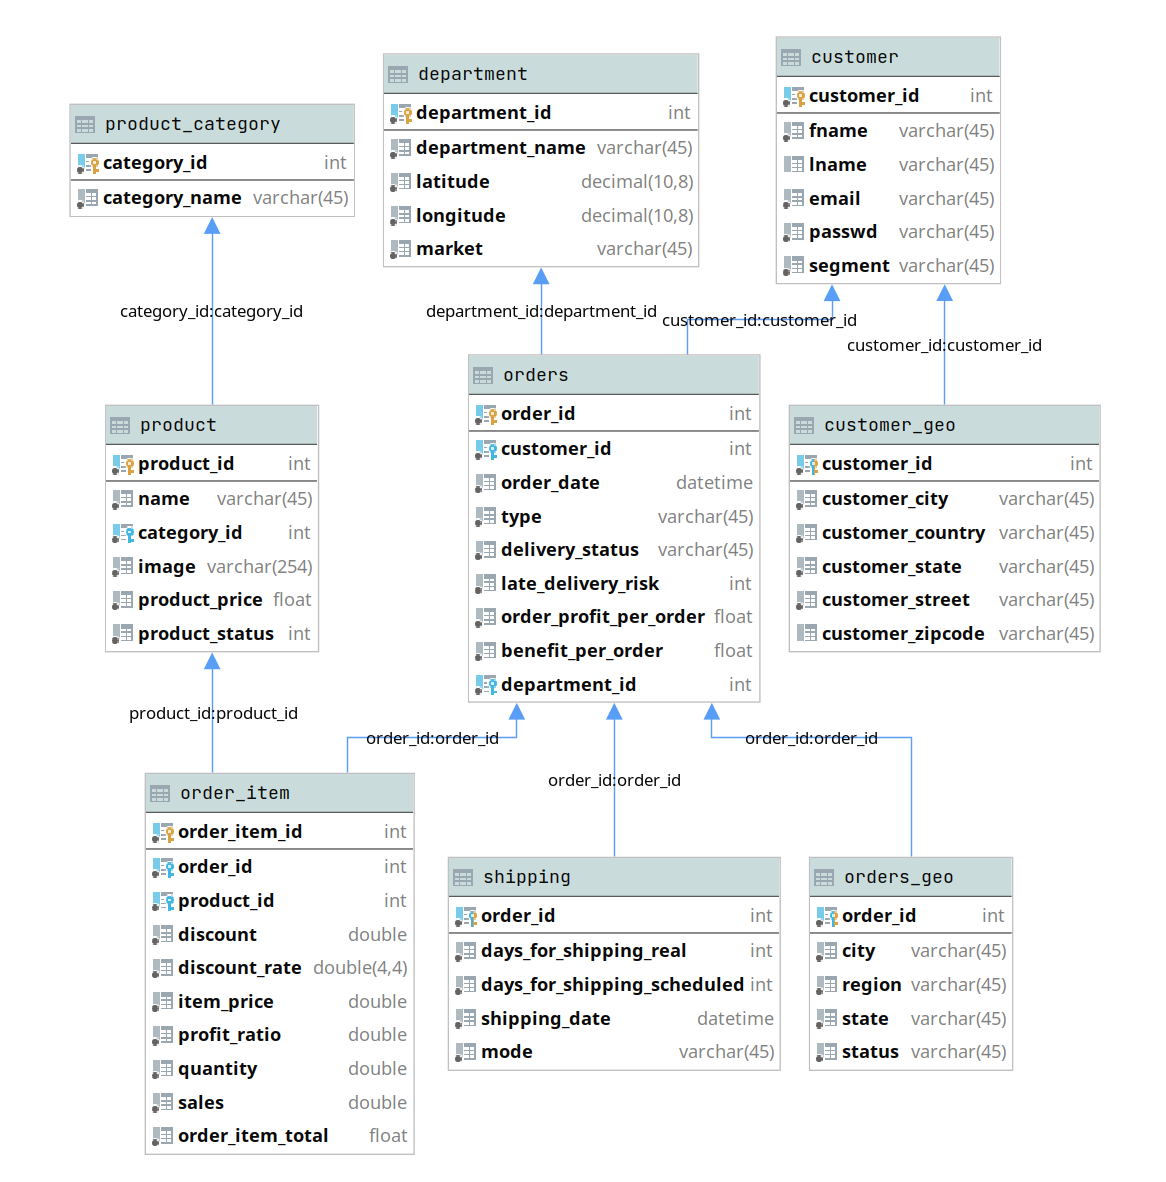 product_category
category_id int
category_name varchar(45)
department
department_id int
department_name varchar(45)
latitude decimal(10,8)
longitude decimal(10,8)
market varchar(45)
customer
customer_id int
fname varchar(45)
lname varchar(45)
email varchar(45)
passwd varchar(45)
segment varchar(45)
category_id:category_id
department_id:department_id
customer_id:customer_id
customer_id:customer_id
product
product_id int
name varchar(45)
category_id int
image varchar(254)
product_price float
product_status int
orders
order_id int
customer_id int
order_date datetime
type varchar(45)
delivery_status varchar(45)
late_delivery_risk int
order_profit_per_order float
benefit_per_order float
department_id int
customer_geo
customer_id int
customer_city varchar(45)
customer_country varchar(45)
customer_state varchar(45)
customer_street varchar(45)
customer_zipcode varchar(45)
product_id:product_id
order_id:order_id
order_id:order_id
order_id:order_id
order_item
order_item_id int
order_id int
product_id int
discount double
discount_rate double(4,4)
item_price double
profit_ratio double
quantity double
sales double
order_item_total float
shipping
order_id int
days_for_shipping_real int
days_for_shipping_scheduled int
shipping_date datetime
mode varchar(45)
orders_geo
order_id int
city varchar(45)
region varchar(45)
state varchar(45)
status varchar(45)